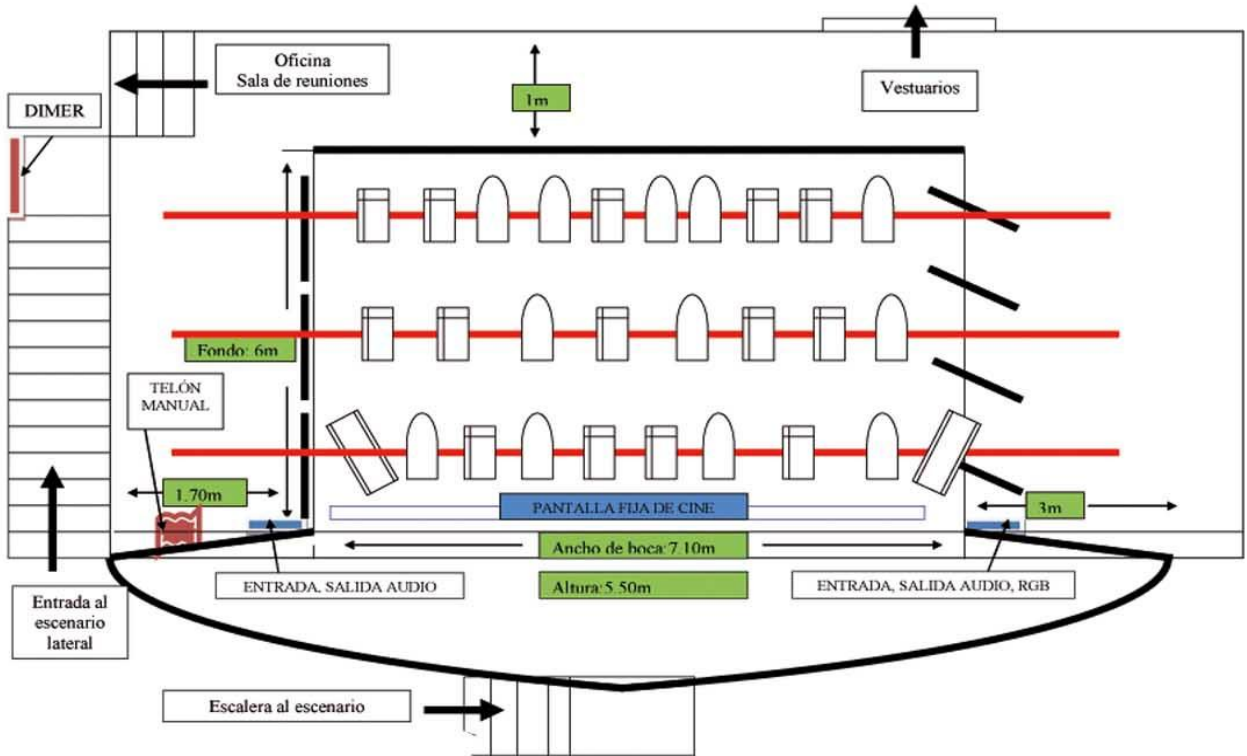 Oficina
Sala de reuniones
Vestuarios
DIMER
1m
Fondo: 6m
TELÓN
MANUAL
1.70m
PANTALLA FIJA DE CINE
3m
Ancho de boca:7.10m
ENTRADA, SALIDA AUDIO
Altura:5.50m
ENTRADA, SALIDA AUDIO, RGB
Entrada al
escenario
lateral
Escalera al escenario